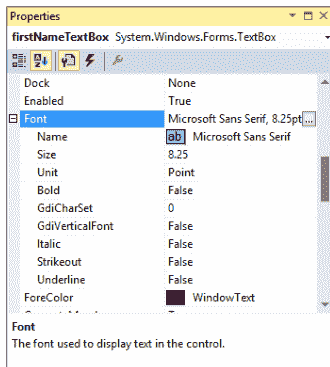 Properties
firstNameTextBox System.Windows.Forms.TextBox
Dock None
Enabled True
Font Microsoft Sans Serif, 8.25pt ...
Name ab Microsoft Sans Serif
Size 8.25
Unit Point
Bold False
GdiCharSet 0
GdiVerticalFont False
Italic False
Strikeout False
Underline False
ForeColor WindowText
Font
The font used to display text in the control.